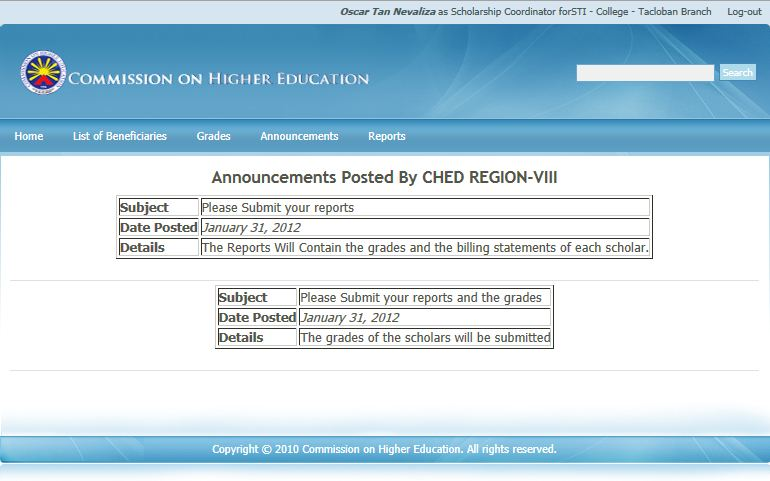 Oscar Tan Nevaliza as Scholarship Coordinator forSTI - College - Tacloban Branch Log-out
COMMISSION ON HIGHER EDUCATION
Search
Home List of Beneficiaries Grades Announcements Reports
Announcements Posted By CHED REGION-VIII
Subject Please Submit your reports
Date Posted January 31, 2012
Details The Reports Will Contain the grades and the billing statements of each scholar.
Subject Please Submit your reports and the grades
Date Posted January 31, 2012
Details The grades of the scholars will be submitted
Copyright © 2010 Commission on Higher Education. All rights reserved.